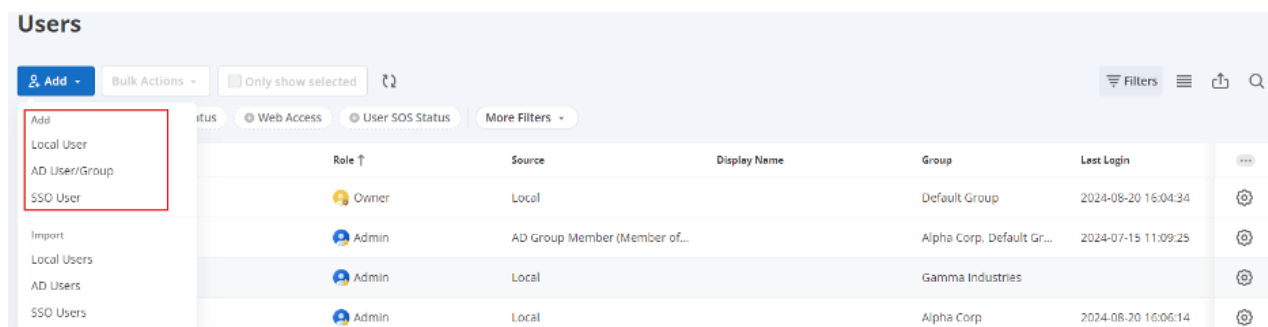 Users
Add
Bulk Actions
Only show selected
Filters
Add
tus
Web Access
User SOS Status
More Filters
Local User
AD User/Group
SSO User
Import
Local Users
AD Users
SSO Users
Role ↑ Source Display Name Group Last Login
Owner Local Default Group 2024-08-20 16:04:34
Admin AD Group Member (Member of... Alpha Corp, Default Gr... 2024-07-15 11:09:25
Admin Local Gamma Industries
Admin Local Alpha Corp 2024-08-20 16:06:14